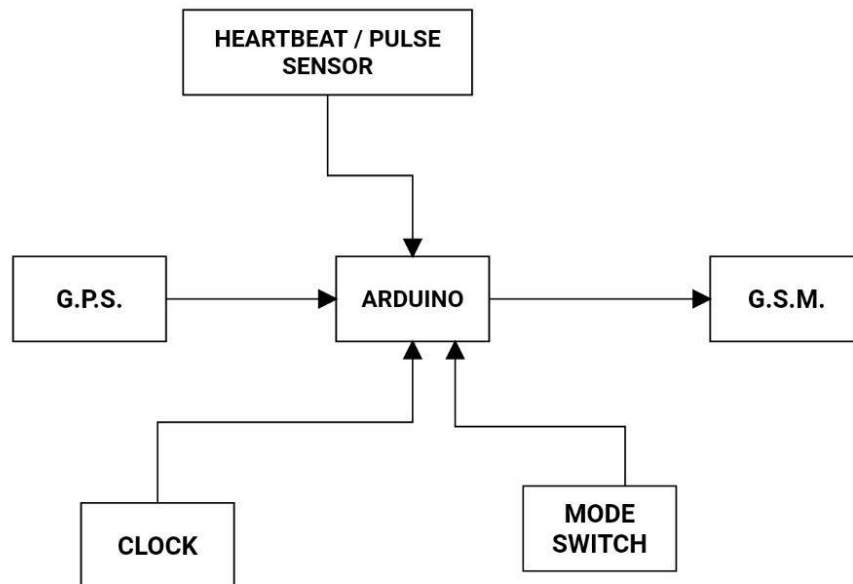 HEARTBEAT / PULSE
SENSOR
G.P.S.
ARDUINO
G.S.M.
CLOCK
MODE
SWITCH